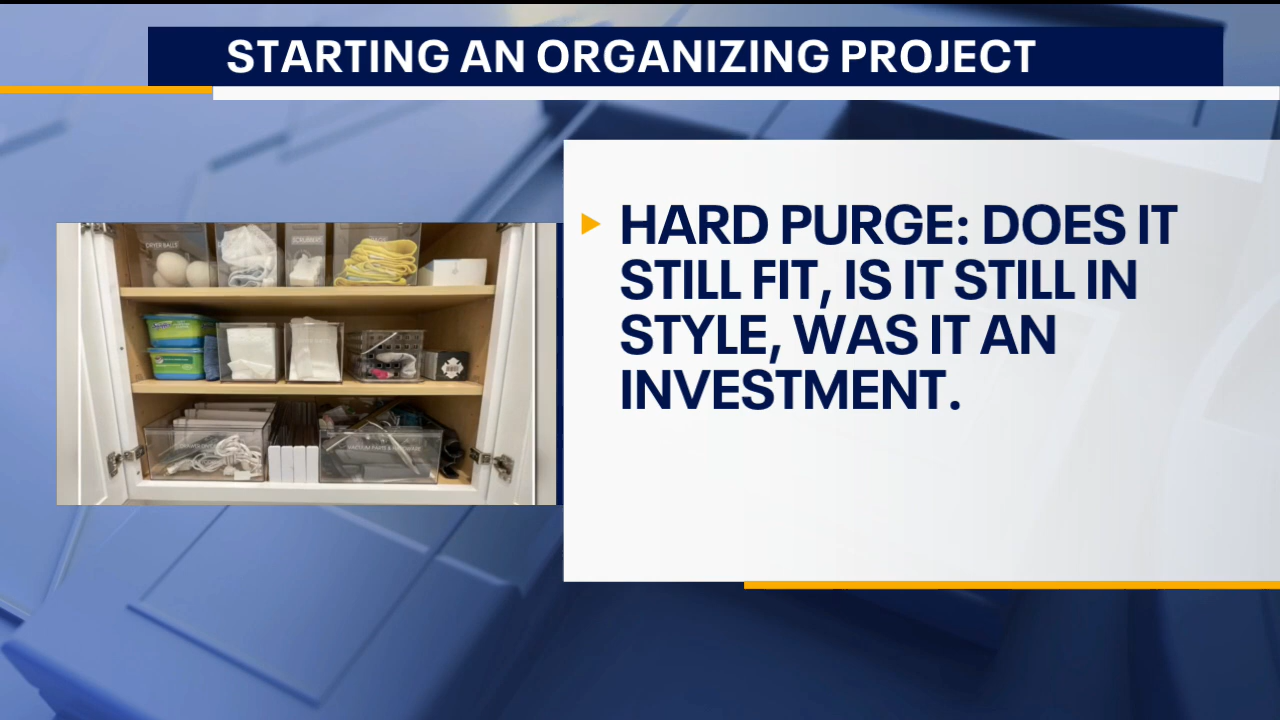 STARTING AN ORGANIZING PROJECT
HARD PURGE: DOES IT
STILL FIT, IS IT STILL IN
STYLE, WAS IT AN
INVESTMENT.
DRYER BALLS
SCRUBBERS